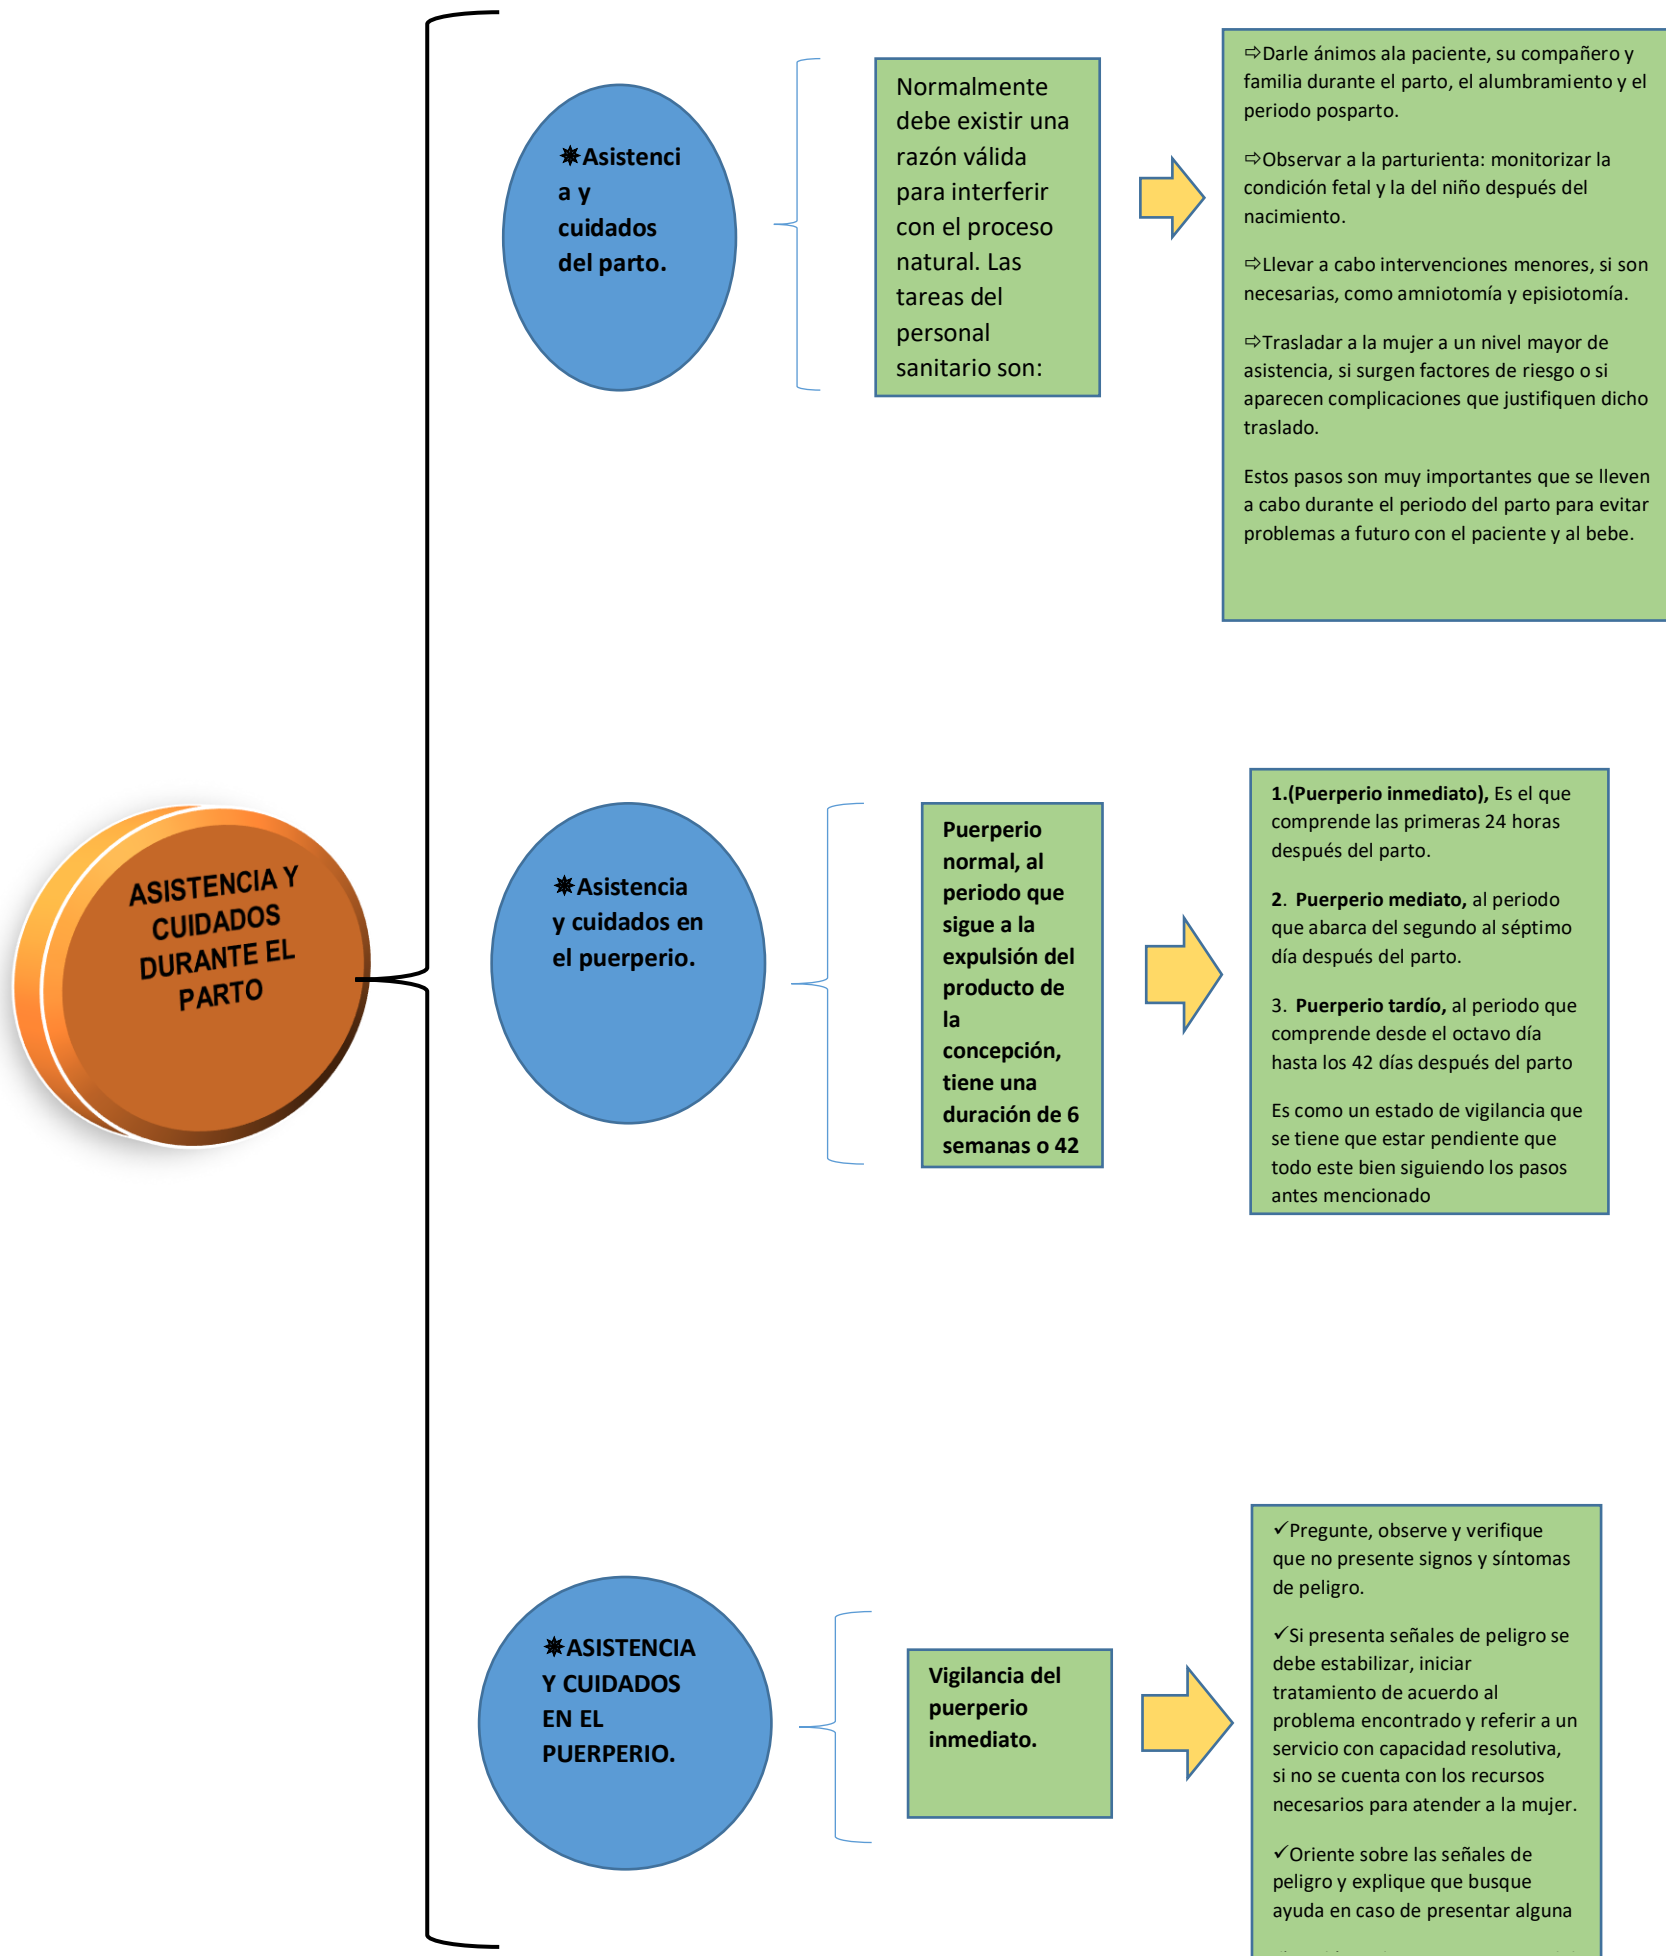 ASISTENCIA Y
CUIDADOS
DURANTE EL
PARTO
✵Asistenci
a y
cuidados
del parto.
Normalmente
debe existir una
razón válida
para interferir
con el proceso
natural. Las
tareas del
personal
sanitario son:
⇨Darle ánimos ala paciente, su compañero y
familia durante el parto, el alumbramiento y el
periodo posparto.
⇨Observar a la parturienta: monitorizar la
condición fetal y la del niño después del
nacimiento.
⇨Llevar a cabo intervenciones menores, si son
necesarias, como amniotomía y episiotomía.
⇨Trasladar a la mujer a un nivel mayor de
asistencia, si surgen factores de riesgo o si
aparecen complicaciones que justifiquen dicho
traslado.
Estos pasos son muy importantes que se lleven
a cabo durante el periodo del parto para evitar
problemas a futuro con el paciente y al bebe.
✵Asistencia
y cuidados en
el puerperio.
Puerperio
normal, al
periodo que
sigue a la
expulsión del
producto de
la
concepción,
tiene una
duración de 6
semanas o 42
1.(Puerperio inmediato), Es el que
comprende las primeras 24 horas
después del parto.
2. Puerperio mediato, al periodo
que abarca del segundo al séptimo
día después del parto.
3. Puerperio tardío, al periodo que
comprende desde el octavo día
hasta los 42 días después del parto
Es como un estado de vigilancia que
se tiene que estar pendiente que
todo este bien siguiendo los pasos
antes mencionado
✵ASISTENCIA
Y CUIDADOS
EN EL
PUERPERIO.
Vigilancia del
puerperio
inmediato.
✓Pregunte, observe y verifique
que no presente signos y síntomas
de peligro.
✓Si presenta señales de peligro se
debe estabilizar, iniciar
tratamiento de acuerdo al
problema encontrado y referir a un
servicio con capacidad resolutiva,
si no se cuenta con los recursos
necesarios para atender a la mujer.
✓Oriente sobre las señales de
peligro y explique que busque
ayuda en caso de presentar alguna